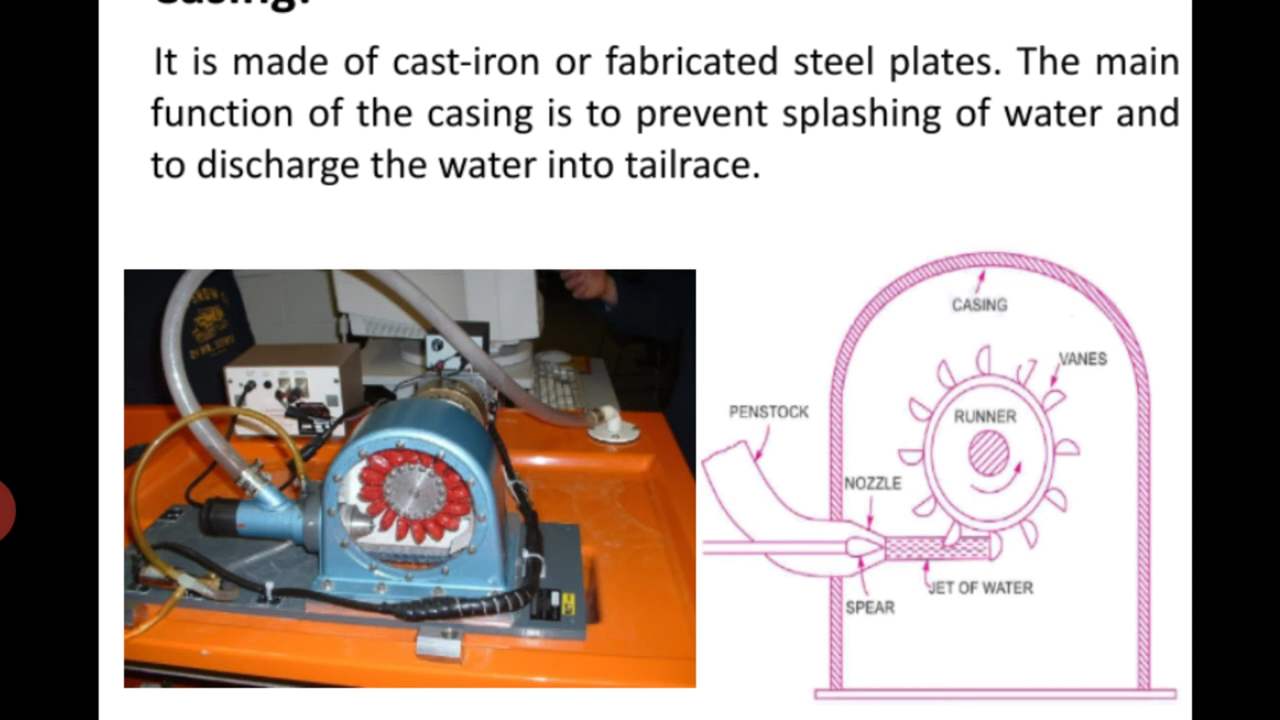 Casing:
It is made of cast-iron or fabricated steel plates. The main
function of the casing is to prevent splashing of water and
to discharge the water into tailrace.
CASING
VANES
PENSTOCK
RUNNER
NOZZLE
JET OF WATER
SPEAR